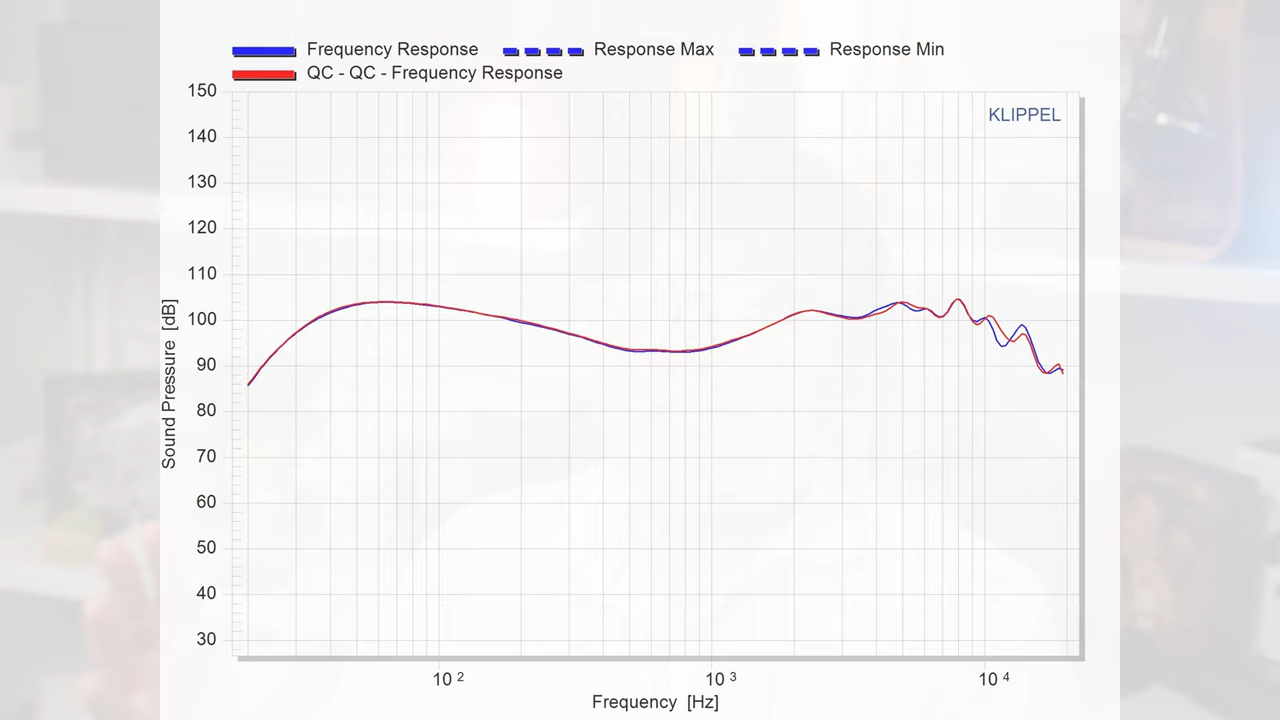 Frequency Response Response Max Response Min
QC - QC - Frequency Response
KLIPPEL
150
140
130
120
110
100
90
80
70
60
50
40
30
Sound Pressure [dB]
10 2 10 3 10 4
Frequency [Hz]